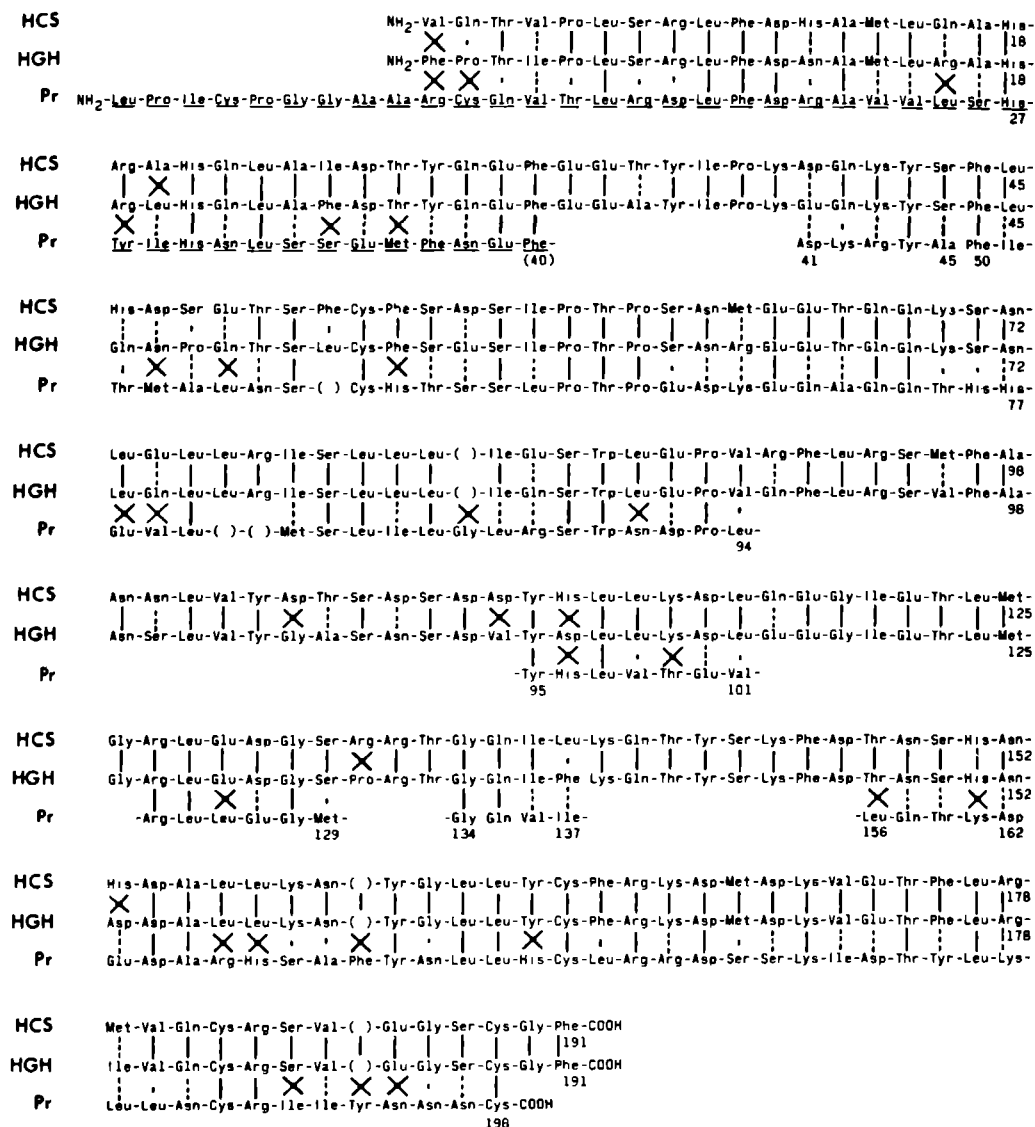 HCS NH2-Val-Gln-Thr-Val-Pro-Leu-Ser-Arg-Leu-Phe-Asp-His-Ala-Met-Leu-Gln-Ala-His-
18
HGH NH2-Phe-Pro-Thr-Ile-Pro-Leu-Ser-Arg-Leu-Phe-Asp-Asn-Ala-Met-Leu-Arg-Ala-His-
18
Pr NH2-Leu-Pro-Ile-Cys-Pro-Gly-Gly-Ala-Ala-Arg-Cys-Gln-Val-Thr-Leu-Arg-Asp-Leu-Phe-Asp-Arg-Ala-Val-Val-Leu-Ser-His-
27
HCS Arg-Ala-His-Gln-Leu-Ala-Ile-Asp-Thr-Tyr-Gln-Glu-Phe-Glu-Glu-Thr-Tyr-Ile-Pro-Lys-Asp-Gln-Lys-Tyr-Ser-Phe-Leu-
45
HGH Arg-Leu-His-Gln-Leu-Ala-Phe-Asp-Thr-Tyr-Gln-Glu-Phe-Glu-Glu-Ala-Tyr-Ile-Pro-Lys-Glu-Gln-Lys-Tyr-Ser-Phe-Leu-
45
Pr Tyr-Ile-His-Asn-Leu-Ser-Ser-Glu-Met-Phe-Asn-Glu-Phe- Asp-Lys-Arg-Tyr-Ala Phe-Ile-
(40) 41 45 50
HCS His-Asp-Ser Glu-Thr-Ser-Phe-Cys-Phe-Ser-Asp-Ser-Ile-Pro-Thr-Pro-Ser-Asn-Met-Glu-Glu-Thr-Gln-Gln-Lys-Ser-Asn-
72
HGH Gln-Asn-Pro-Gln-Thr-Ser-Leu-Cys-Phe-Ser-Glu-Ser-Ile-Pro-Thr-Pro-Ser-Asn-Arg-Glu-Glu-Thr-Gln-Gln-Lys-Ser-Asn-
72
Pr Thr-Met-Ala-Leu-Asn-Ser-( ) Cys-His-Thr-Ser-Ser-Leu-Pro-Thr-Pro-Glu-Asp-Lys-Glu-Gln-Ala-Gln-Gln-Thr-His-His-
77
HCS Leu-Glu-Leu-Leu-Arg-Ile-Ser-Leu-Leu-Leu-( )-Ile-Glu-Ser-Trp-Leu-Glu-Pro-Val-Arg-Phe-Leu-Arg-Ser-Met-Phe-Ala-
98
HGH Leu-Gln-Leu-Leu-Arg-Ile-Ser-Leu-Leu-Leu-( )-Ile-Gln-Ser-Trp-Leu-Glu-Pro-Val-Gln-Phe-Leu-Arg-Ser-Val-Phe-Ala-
98
Pr Glu-Val-Leu-( )-( )-Met-Ser-Leu-Ile-Leu-Gly-Leu-Arg-Ser-Trp-Asn-Asp-Pro-Leu-
94
HCS Asn-Asn-Leu-Val-Tyr-Asp-Thr-Ser-Asp-Ser-Asp-Asp-Tyr-His-Leu-Leu-Lys-Asp-Leu-Gln-Glu-Gly-Ile-Glu-Thr-Leu-Met-
125
HGH Asn-Ser-Leu-Val-Tyr-Gly-Ala-Ser-Asn-Ser-Asp-Val-Tyr-Asp-Leu-Leu-Lys-Asp-Leu-Glu-Glu-Gly-Ile-Glu-Thr-Leu-Met-
125
Pr -Tyr-His-Leu-Val-Thr-Glu-Val-
95 101
HCS Gly-Arg-Leu-Glu-Asp-Gly-Ser-Arg-Arg-Thr-Gly-Gln-Ile-Leu-Lys-Gln-Thr-Tyr-Ser-Lys-Phe-Asp-Thr-Asn-Ser-His-Asn-
152
HGH Gly-Arg-Leu-Glu-Asp-Gly-Ser-Pro-Arg-Thr-Gly-Gln-Ile-Phe Lys-Gln-Thr-Tyr-Ser-Lys-Phe-Asp-Thr-Asn-Ser-His-Asn-
152
Pr -Arg-Leu-Leu-Glu-Gly-Met- -Gly Gln Val-Ile- -Leu-Gln-Thr-Lys-Asp
129 134 137 156 162
HCS His-Asp-Ala-Leu-Leu-Lys-Asn-( )-Tyr-Gly-Leu-Leu-Tyr-Cys-Phe-Arg-Lys-Asp-Met-Asp-Lys-Val-Glu-Thr-Phe-Leu-Arg-
178
HGH Asp-Asp-Ala-Leu-Leu-Lys-Asn-( )-Tyr-Gly-Leu-Leu-Tyr-Cys-Phe-Arg-Lys-Asp-Met-Asp-Lys-Val-Glu-Thr-Phe-Leu-Arg-
178
Pr Glu-Asp-Ala-Arg-His-Ser-Ala-Phe-Tyr-Asn-Leu-Leu-His-Cys-Leu-Arg-Arg-Asp-Ser-Ser-Lys-Ile-Asp-Thr-Tyr-Leu-Lys-
HCS Met-Val-Gln-Cys-Arg-Ser-Val-( )-Glu-Gly-Ser-Cys-Gly-Phe-COOH
191
HGH Ile-Val-Gln-Cys-Arg-Ser-Val-( )-Glu-Gly-Ser-Cys-Gly-Phe-COOH
191
Pr Leu-Leu-Asn-Cys-Arg-Ile-Ile-Tyr-Asn-Asn-Asn-Cys-COOH
198